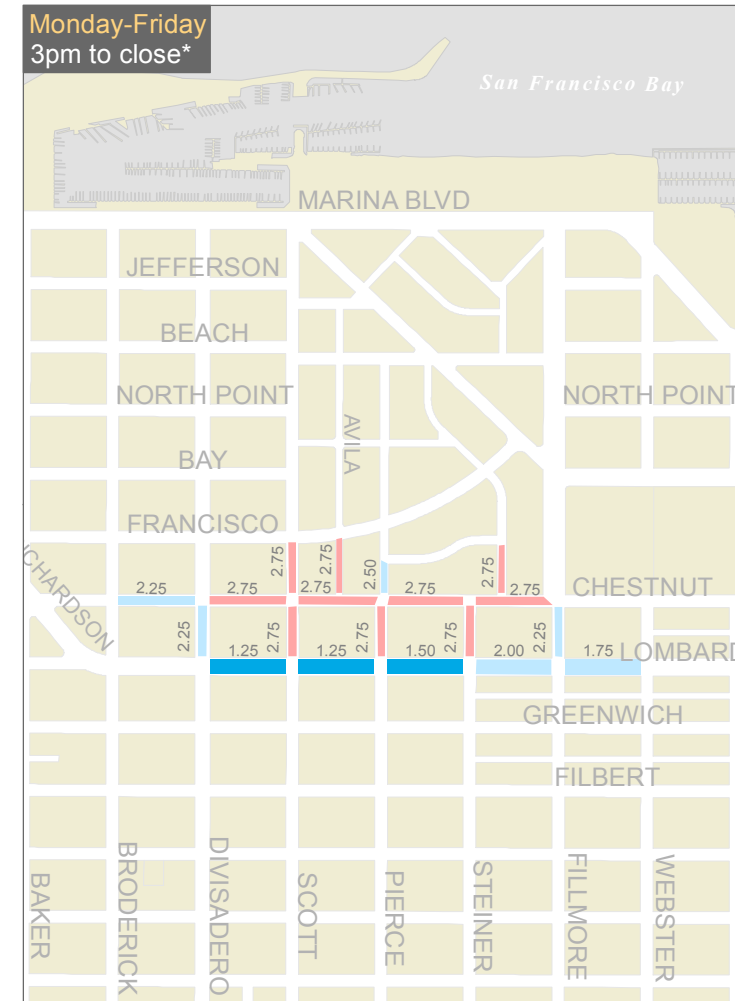 Monday-Friday
3pm to close*
San Francisco Bay
MARINA BLVD
JEFFERSON
BEACH
NORTH POINT
NORTH POINT
AVILA
BAY
FRANCISCO
ICHARDSON
2.75
2.75
2.50
2.75
2.25
2.75
2.75
2.75
2.75
CHESTNUT
2.25
2.75
2.75
2.75
2.25
1.25
1.25
1.50
2.00
1.75
LOMBARD
GREENWICH
FILBERT
BAKER
BRODERICK
DIVISADERO
SCOTT
PIERCE
STEINER
FILLMORE
WEBSTER